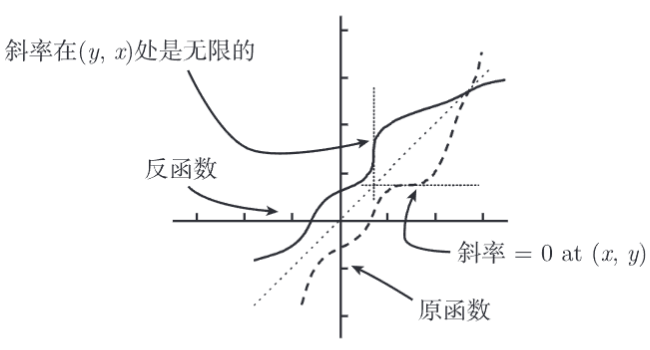 斜率在(y, x)处是无限的
反函数
斜率 = 0 at (x, y)
原函数